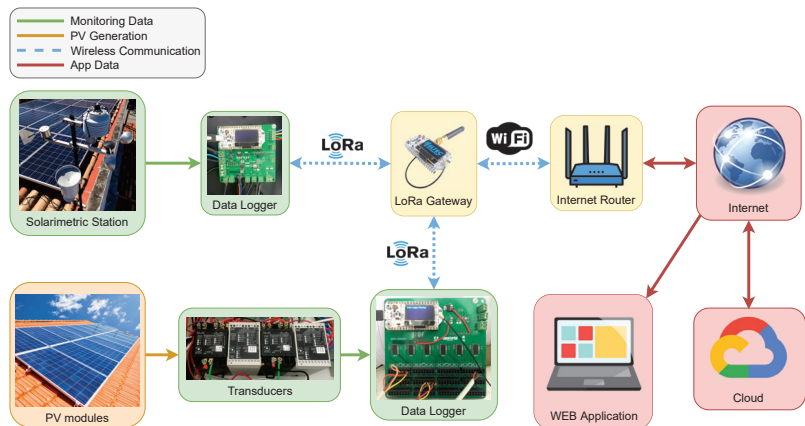 Monitoring Data
PV Generation
Wireless Communication
App Data
Solarimetric Station
Data Logger
LoRa
LoRa Gateway
Wi Fi
Internet Router
Internet
LoRa
PV modules
Transducers
Data Logger
WEB Application
Cloud